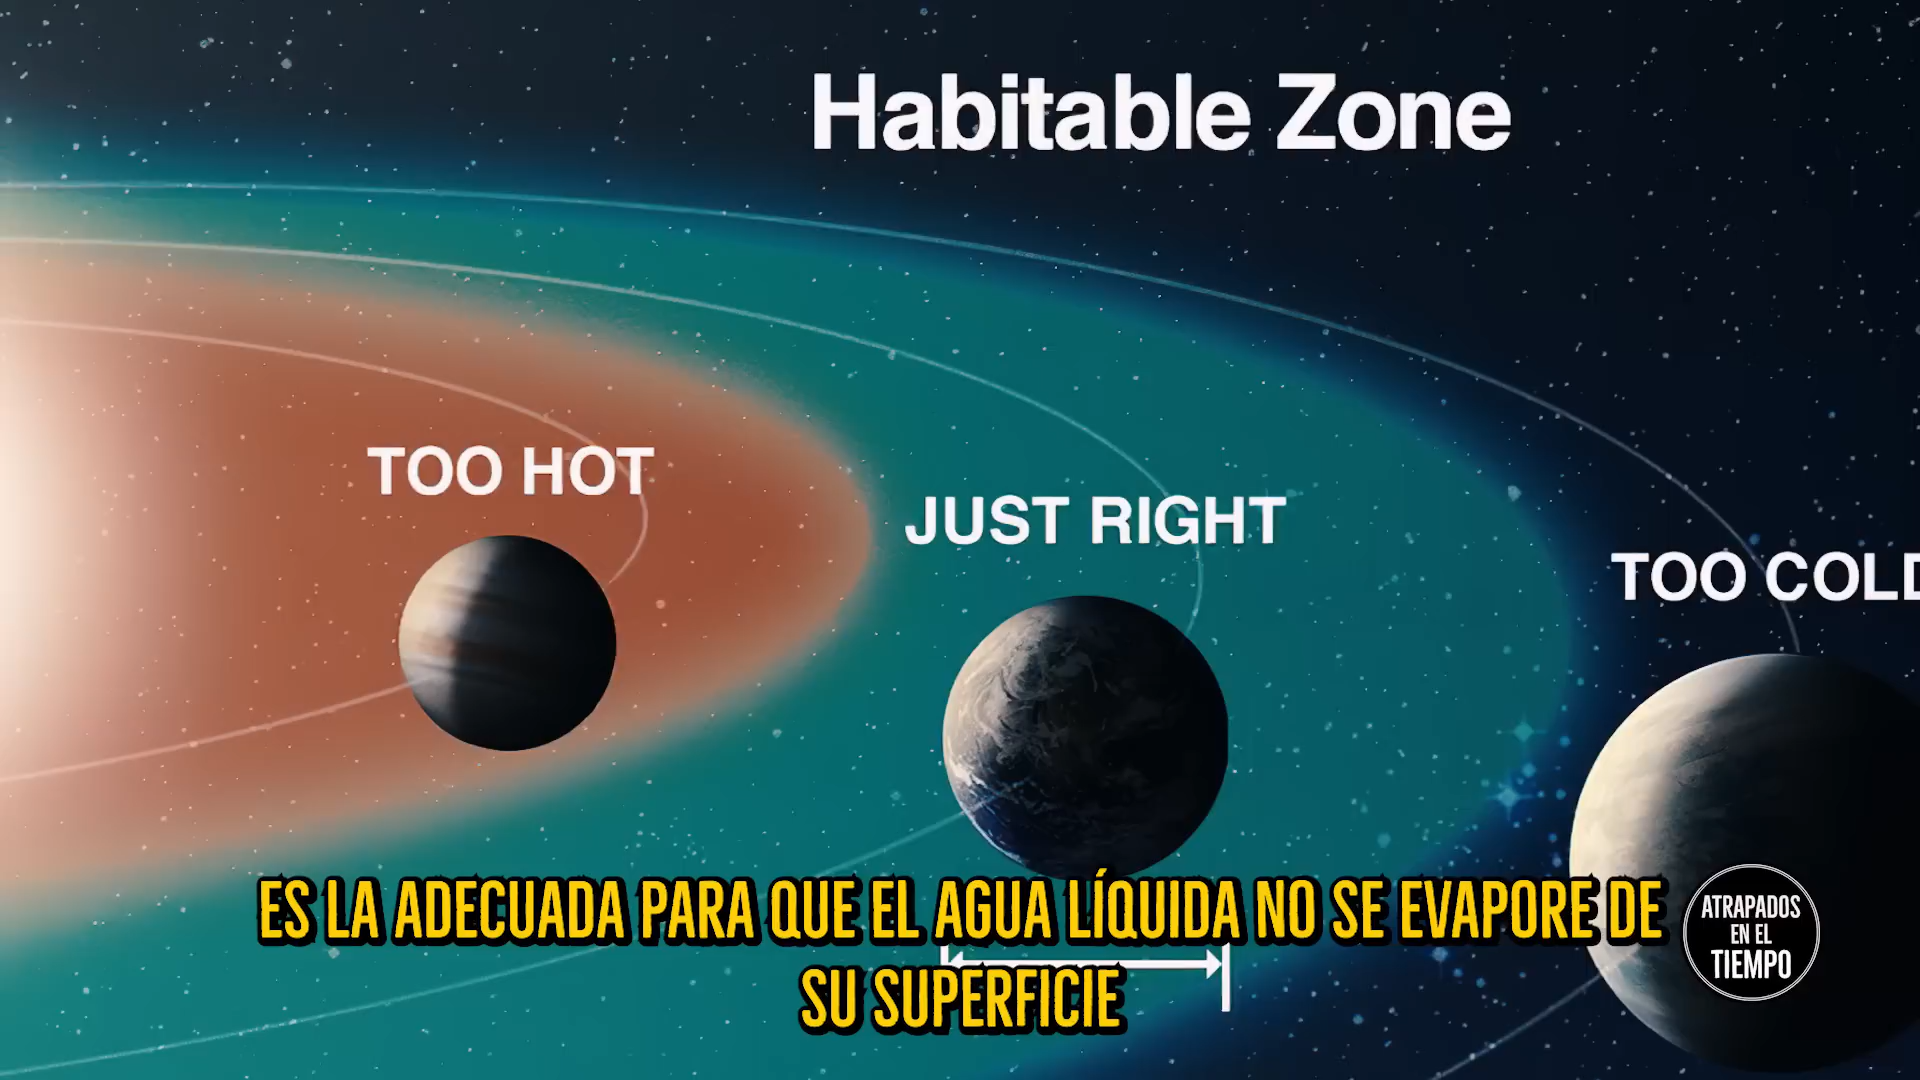 Habitable Zone
TOO HOT
JUST RIGHT
TOO COLD
ES LA ADECUADA PARA QUE EL AGUA LÍQUIDA NO SE EVAPORE DE
SU SUPERFICIE
ATRAPADOS
EN EL
TIEMPO